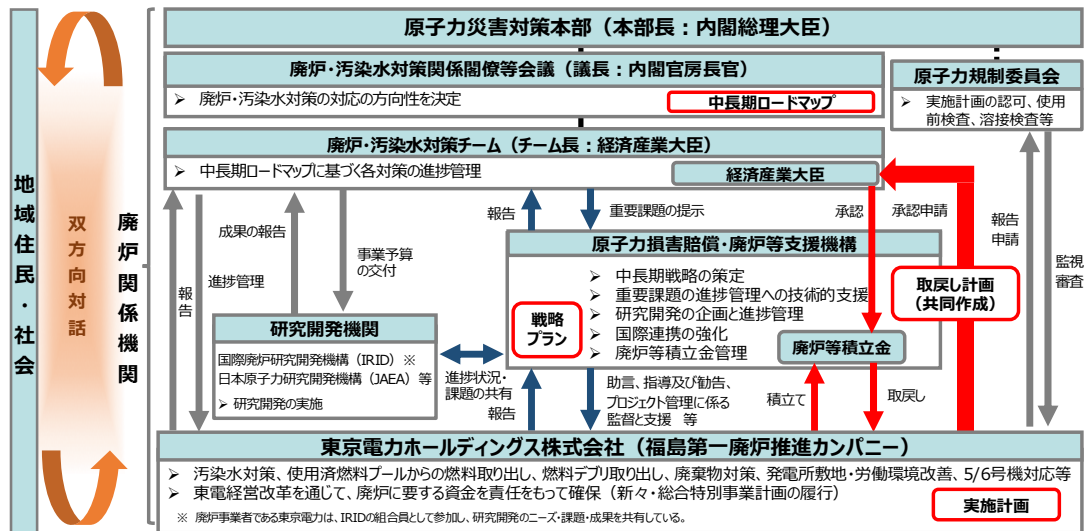 原子力災害対策本部（本部長：内閣総理大臣）
廃炉・汚染水対策関係閣僚等会議（議長：内閣官房長官）
➢ 廃炉・汚染水対策の対応の方向性を決定
中長期ロードマップ
原子力規制委員会
➢ 実施計画の認可、使用
前検査、溶接検査等
廃炉・汚染水対策チーム（チーム長：経済産業大臣）
➢ 中長期ロードマップに基づく各対策の進捗管理
経済産業大臣
地域住民・社会
双方向対話
廃炉関係機関
報告
進捗管理
成果の報告
事業予算
の交付
報告
重要課題の提示
承認
承認申請
報告
申請
監視
審査
原子力損害賠償・廃炉等支援機構
➢ 中長期戦略の策定
➢ 重要課題の進捗管理への技術的支援
➢ 研究開発の企画と進捗管理
➢ 国際連携の強化
➢ 廃炉等積立金管理
戦略
プラン
廃炉等積立金
取戻し計画
（共同作成）
研究開発機関
国際廃炉研究開発機構（IRID）※
日本原子力研究開発機構（JAEA）等
➢ 研究開発の実施
進捗状況・
課題の共有
報告
助言、指導及び勧告、
プロジェクト管理に係る
監督と支援 等
積立て
取戻し
東京電力ホールディングス株式会社（福島第一廃炉推進カンパニー）
➢ 汚染水対策、使用済燃料プールからの燃料取り出し、燃料デブリ取り出し、廃棄物対策、発電所敷地・労働環境改善、5/6号機対応等
➢ 東電経営改革を通じて、廃炉に要する資金を責任をもって確保（新々・総合特別事業計画の履行）
実施計画
※ 廃炉事業者である東京電力は、IRIDの組合員として参加し、研究開発のニーズ・課題・成果を共有している。